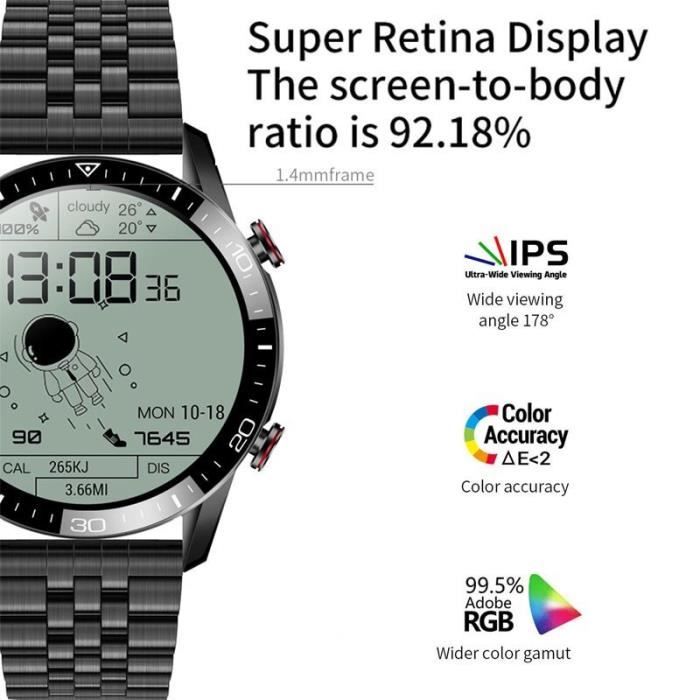 Super Retina Display
The screen-to-body
ratio is 92.18%
1.4mmframe
cloudy 26°
100% 20°
13:08 36
MON 10-18
90 7645
CAL 265KJ DIS
3.66MI
10
20
30
IPS
Ultra-Wide Viewing Angle
Wide viewing
angle 178°
Color
Accuracy
ΔE<2
Color accuracy
99.5%
Adobe
RGB
Wider color gamut